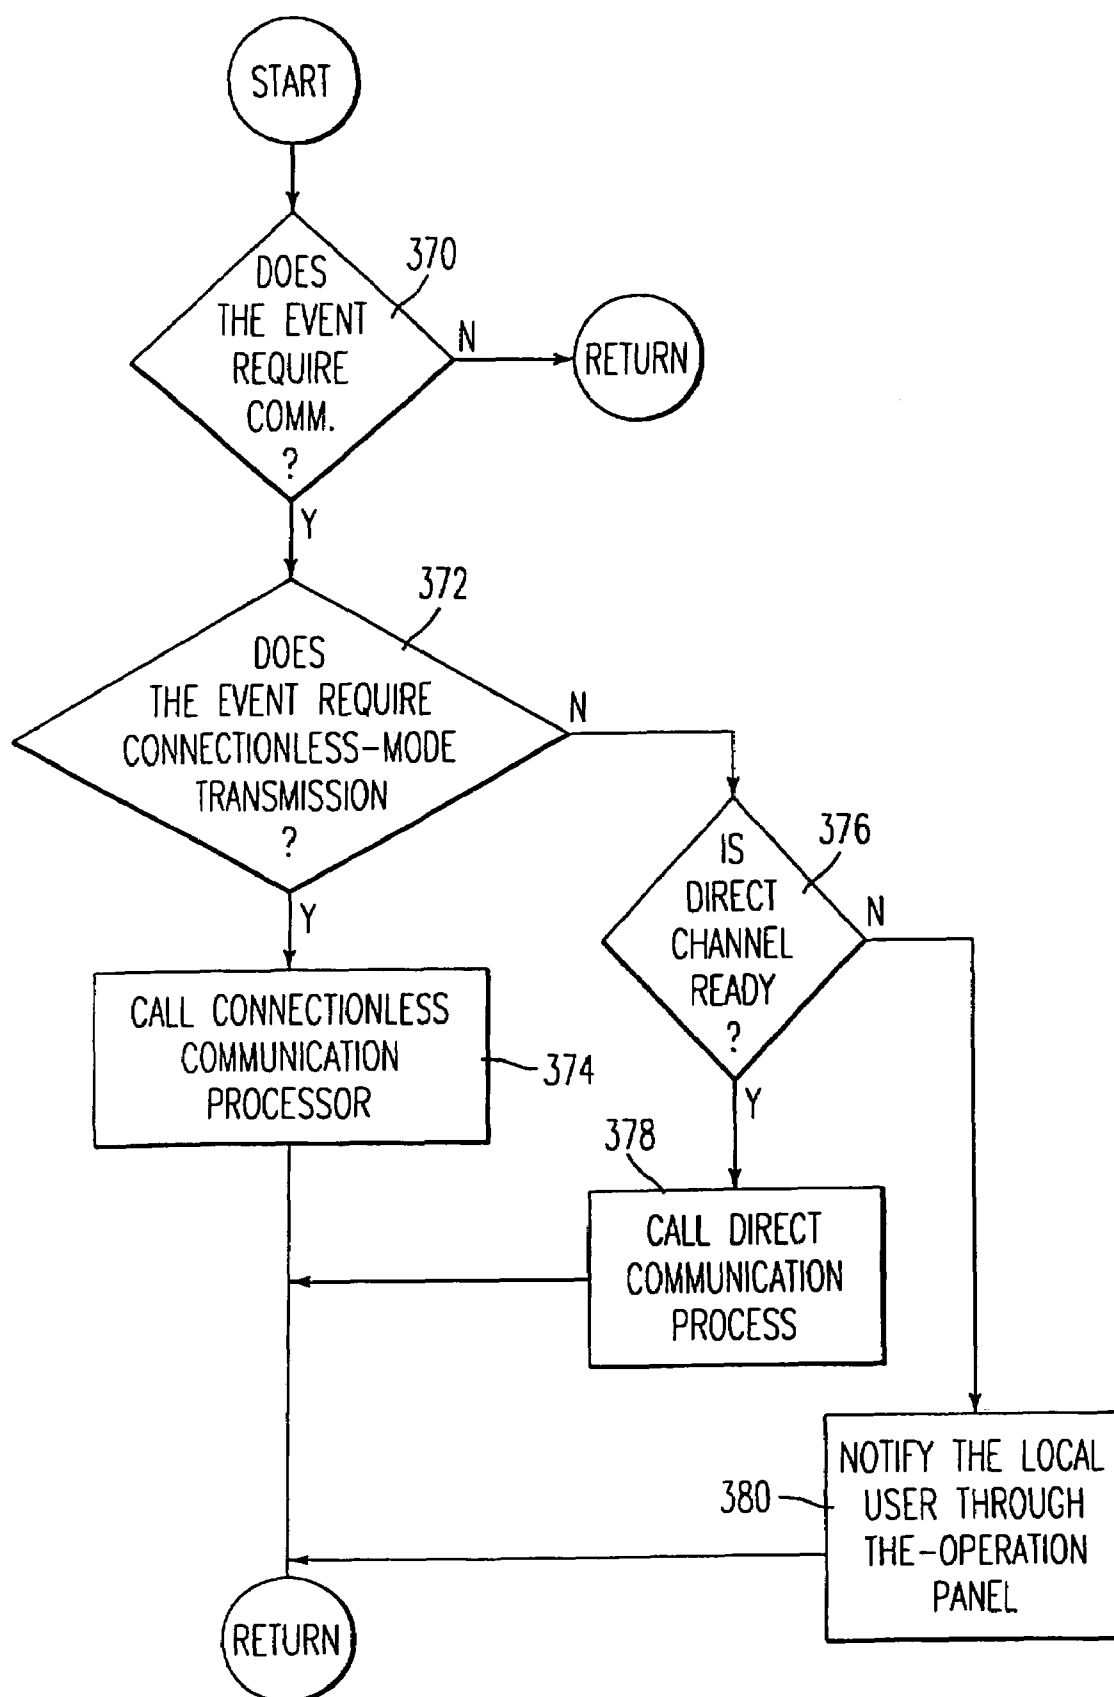 START
370
DOES
THE EVENT
REQUIRE
COMM.
?
N
RETURN
Y
372
DOES
THE EVENT REQUIRE
CONNECTIONLESS-MODE
TRANSMISSION
?
N
Y
376
IS
DIRECT
CHANNEL
READY
?
N
Y
CALL CONNECTIONLESS
COMMUNICATION
PROCESSOR
374
378
CALL DIRECT
COMMUNICATION
PROCESS
380
NOTIFY THE LOCAL
USER THROUGH
THE-OPERATION
PANEL
RETURN